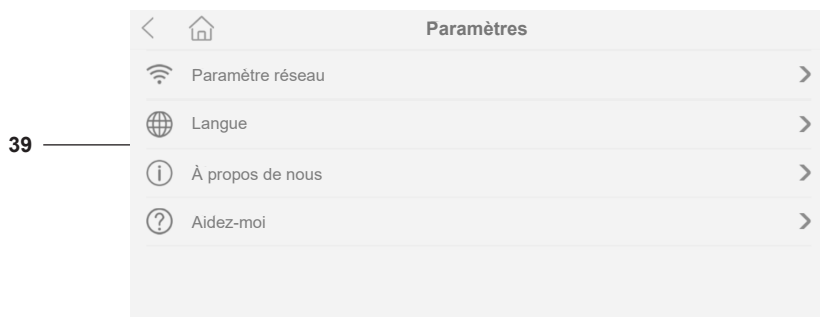 Paramètres
Paramètre réseau
Langue
39
À propos de nous
Aidez-moi